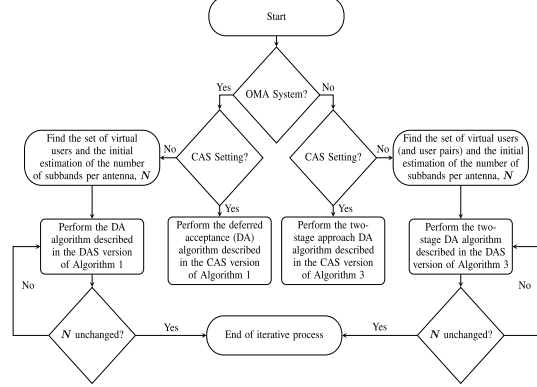 Start
OMA System?
Yes
No
CAS Setting?
CAS Setting?
No
No
Yes
Yes
Find the set of virtual
users and the initial
estimation of the number
of subbands per antenna, N
Find the set of virtual users
(and user pairs) and the initial
estimation of the number of
subbands per antenna, N
Perform the DA
algorithm described
in the DAS version
of Algorithm 1
Perform the deferred
acceptance (DA)
algorithm described
in the CAS version
of Algorithm 1
Perform the two-
stage approach DA
algorithm described
in the CAS version
of Algorithm 3
Perform the two-
stage DA algorithm
described in the DAS
version of Algorithm 3
No
No
N unchanged?
Yes
End of iterative process
Yes
N unchanged?